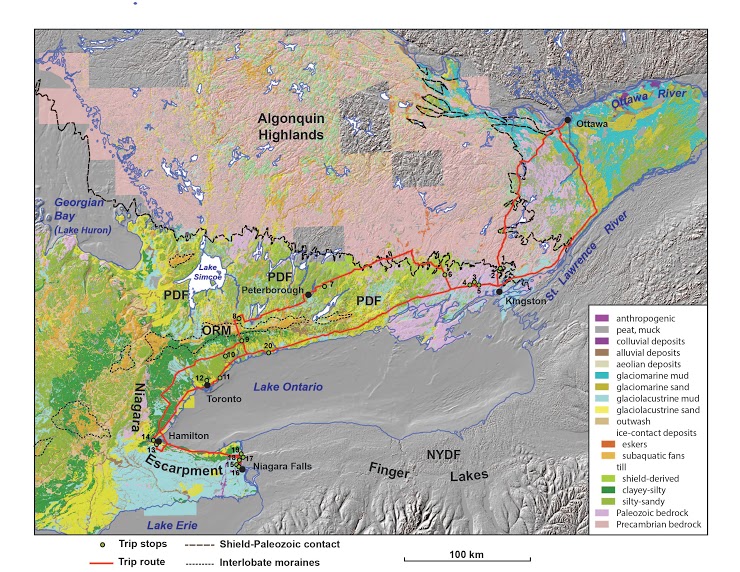 Algonquin
Highlands
Ottawa River
Ottawa
Georgian
Bay
(Lake Huron)
Lake
Simcoe
PDF
PDF
Peterborough
PDF
7
6
1
2
3
4
5
Kingston
St. Lawrence River
ORM
8
9
10
20
11
12
Toronto
Lake Ontario
Niagara
14
Hamilton
13
Escarpment
19
18
17
15
16
Niagara Falls
NYDF
Finger Lakes
Lake Erie
anthropogenic
peat, muck
colluvial deposits
alluvial deposits
aeolian deposits
glaciomarine mud
glaciomarine sand
glaciolacustrine mud
glaciolacustrine sand
outwash
ice-contact deposits
eskers
subaquatic fans
till
shield-derived
clayey-silty
silty-sandy
Paleozoic bedrock
Precambrian bedrock
Trip stops
Shield-Paleozoic contact
Trip route
Interlobate moraines
100 km